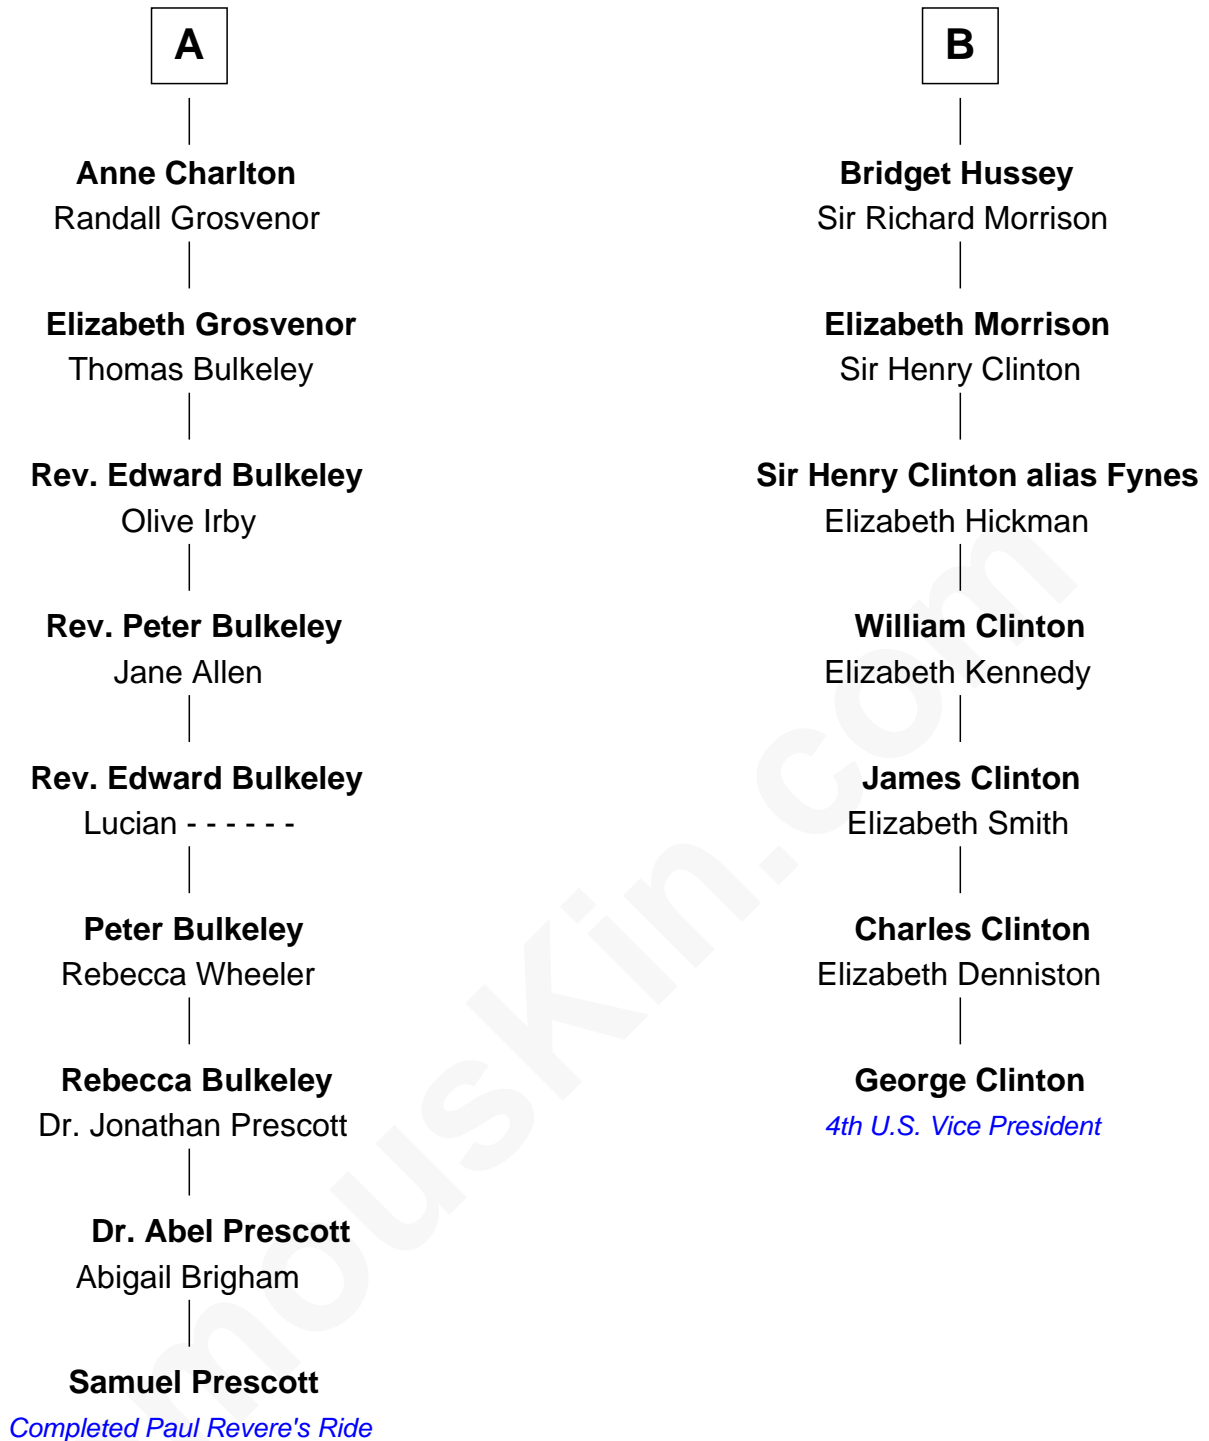 A
Anne Charlton
Randall Grosvenor
Elizabeth Grosvenor
Thomas Bulkeley
Rev. Edward Bulkeley
Olive Irby
Rev. Peter Bulkeley
Jane Allen
Rev. Edward Bulkeley
Lucian - - - - - -
Peter Bulkeley
Rebecca Wheeler
Rebecca Bulkeley
Dr. Jonathan Prescott
Dr. Abel Prescott
Abigail Brigham
Samuel Prescott
Completed Paul Revere's Ride
B
Bridget Hussey
Sir Richard Morrison
Elizabeth Morrison
Sir Henry Clinton
Sir Henry Clinton alias Fynes
Elizabeth Hickman
William Clinton
Elizabeth Kennedy
James Clinton
Elizabeth Smith
Charles Clinton
Elizabeth Denniston
George Clinton
4th U.S. Vice President
mousKin.com